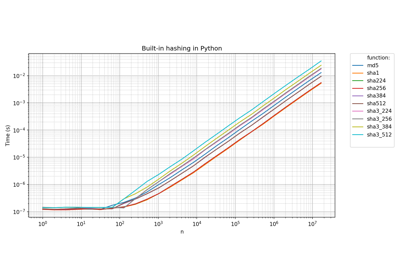 Built-in hashing in Python
function:
md5
sha1
sha224
sha256
sha384
sha512
sha3_224
sha3_256
sha3_384
sha3_512
Time (s)
10⁻²
10⁻³
10⁻⁴
10⁻⁵
10⁻⁶
10⁻⁷
10⁰
10¹
10²
10³
10⁴
10⁵
10⁶
10⁷
n